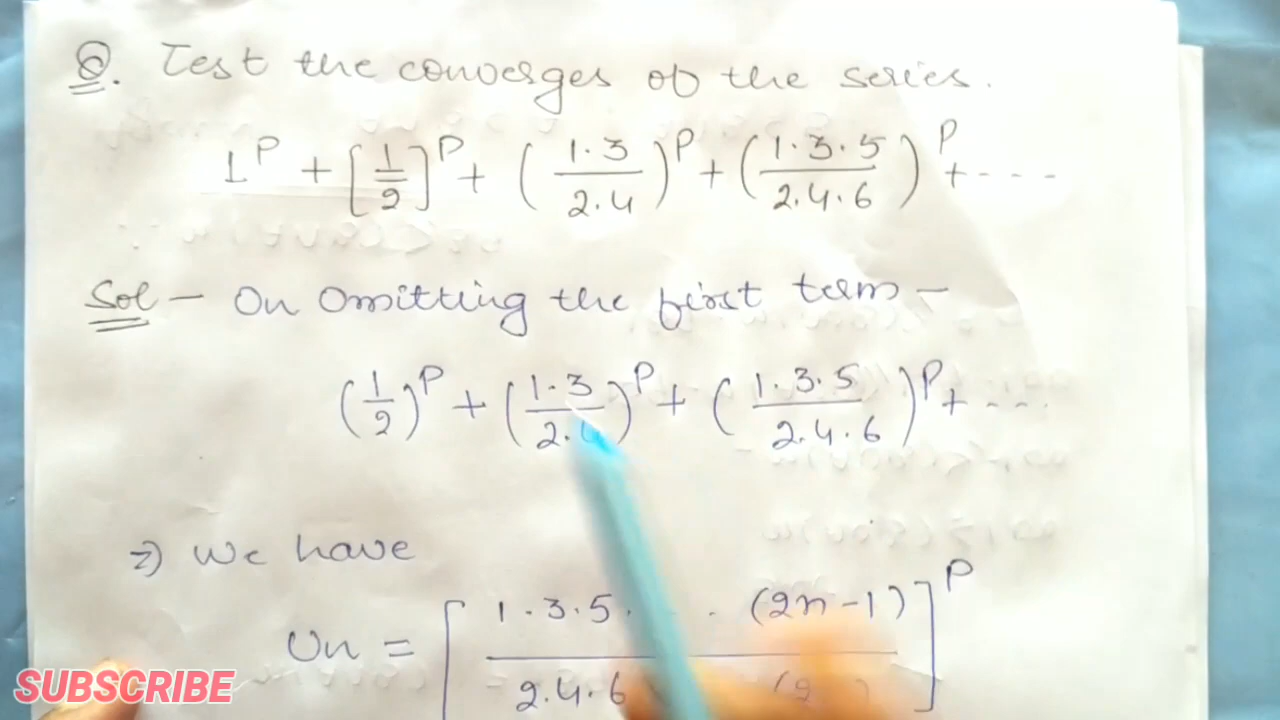 Q. Test the converges of the series.
1^P + [1/2]^P + (1·3/2.4)^P + (1·3·5/2.4.6)^P + ----
Sol - On Omitting the first term -
(1/2)^P + (1·3/2.4)^P + (1·3·5/2.4.6)^P + ----
=) We have
Un = [1·3·5 · · (2n-1) / 2.4.6 (2 )]^P
SUBSCRIBE